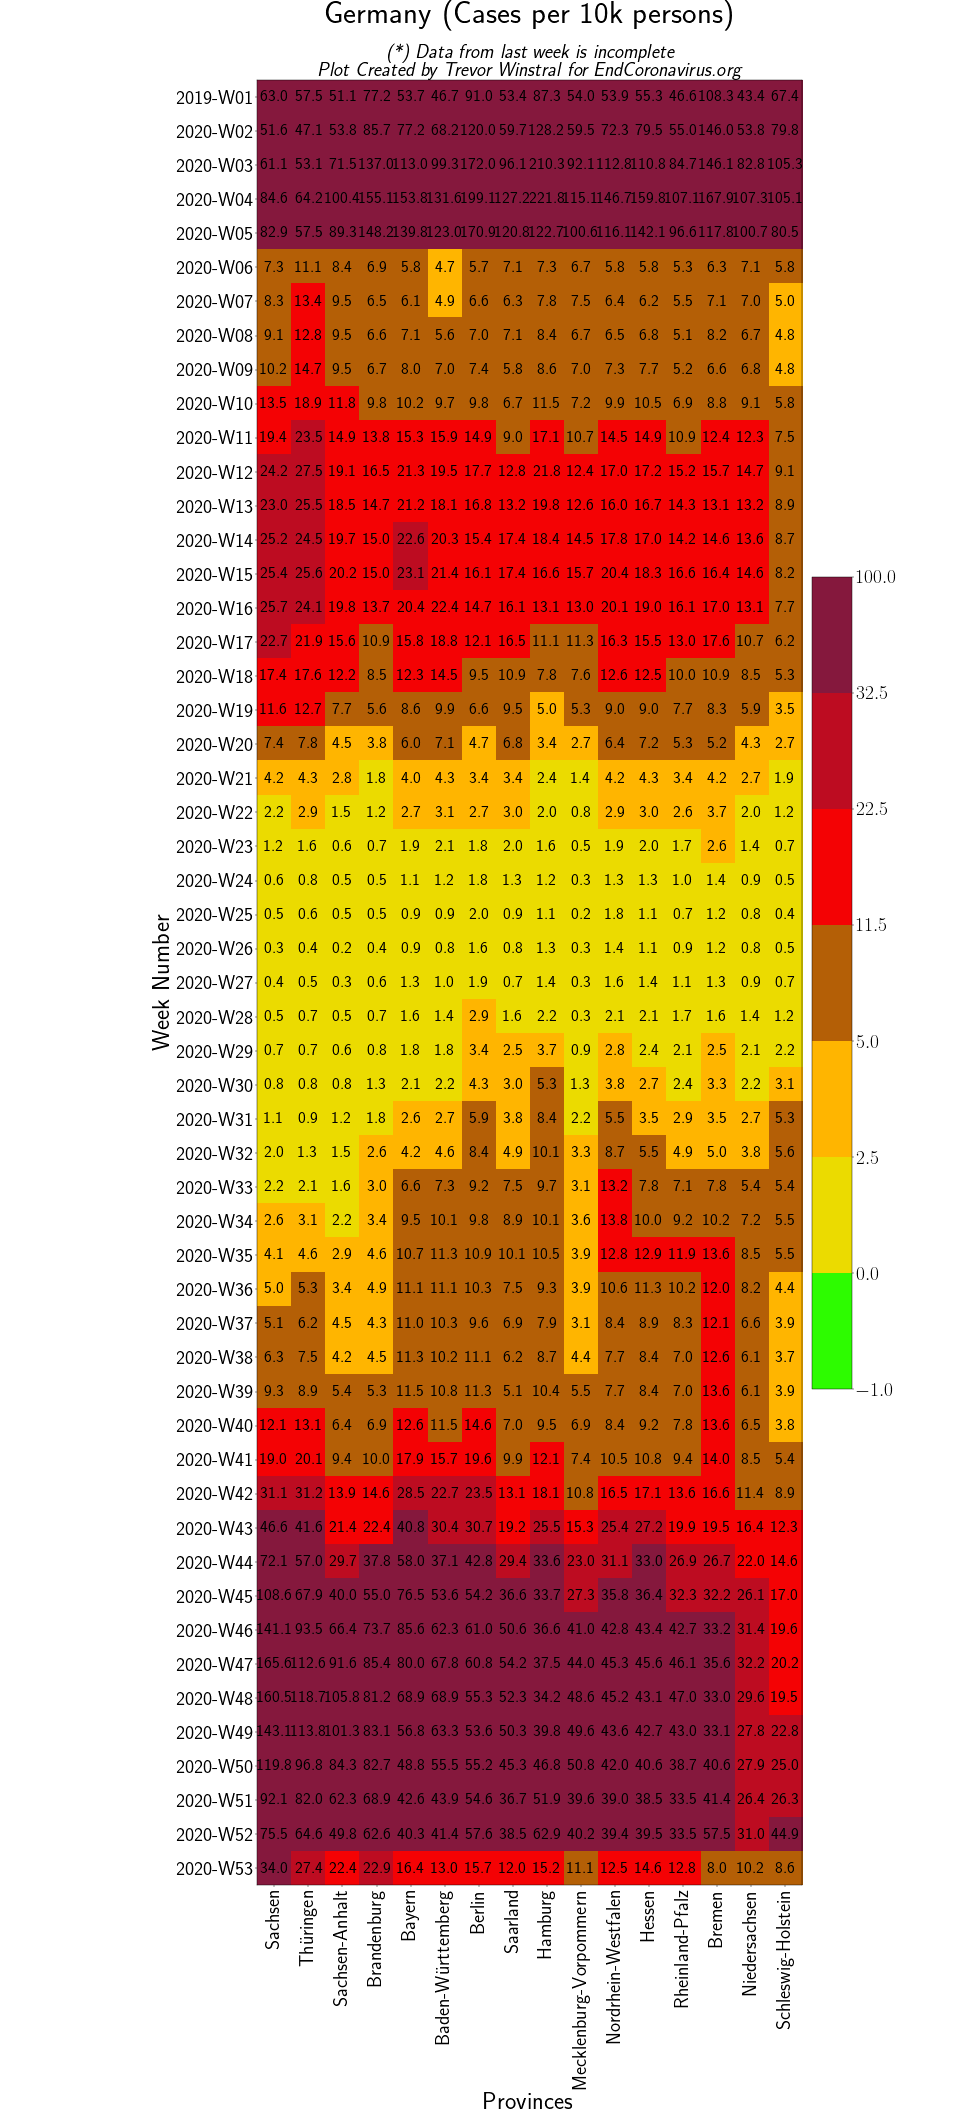 Germany (Cases per 10k persons)
(*) Data from last week is incomplete
Plot Created by Trevor Winstral for EndCoronavirus.org
2019-W01 63.0 57.5 51.1 77.2 53.7 46.7 91.0 53.4 87.3 54.0 53.9 55.3 46.6 108.3 43.4 67.4
2020-W02 51.6 47.1 53.8 85.7 77.2 68.2 120.0 59.7 128.2 59.5 72.3 79.5 55.0 146.0 53.8 79.8
2020-W03 61.1 53.1 71.5 137.0 113.0 99.3 172.0 96.1 210.3 92.1 112.8 110.8 84.7 146.1 82.8 105.3
2020-W04 84.6 64.2 100.4 155.1 153.8 131.6 199.1 127.2 221.8 115.1 146.7 159.8 107.1 167.9 107.3 105.1
2020-W05 82.9 57.5 89.3 148.2 139.8 123.0 170.9 120.8 122.7 100.6 116.1 142.1 96.6 117.8 100.7 80.5
2020-W06 7.3 11.1 8.4 6.9 5.8 4.7 5.7 7.1 7.3 6.7 5.8 5.8 5.3 6.3 7.1 5.8
2020-W07 8.3 13.4 9.5 6.5 6.1 4.9 6.6 6.3 7.8 7.5 6.4 6.2 5.5 7.1 7.0 5.0
2020-W08 9.1 12.8 9.5 6.6 7.1 5.6 7.0 7.1 8.4 6.7 6.5 6.8 5.1 8.2 6.7 4.8
2020-W09 10.2 14.7 9.5 6.7 8.0 7.0 7.4 5.8 8.6 7.0 7.3 7.7 5.2 6.6 6.8 4.8
2020-W10 13.5 18.9 11.8 9.8 10.2 9.7 9.8 6.7 11.5 7.2 9.9 10.5 6.9 8.8 9.1 5.8
2020-W11 19.4 23.5 14.9 13.8 15.3 15.9 14.9 9.0 17.1 10.7 14.5 14.9 10.9 12.4 12.3 7.5
2020-W12 24.2 27.5 19.1 16.5 21.3 19.5 17.7 12.8 21.8 12.4 17.0 17.2 15.2 15.7 14.7 9.1
2020-W13 23.0 25.5 18.5 14.7 21.2 18.1 16.8 13.2 19.8 12.6 16.0 16.7 14.3 13.1 13.2 8.9
2020-W14 25.2 24.5 19.7 15.0 22.6 20.3 15.4 17.4 18.4 14.5 17.8 17.0 14.2 14.6 13.6 8.7
2020-W15 25.4 25.6 20.2 15.0 23.1 21.4 16.1 17.4 16.6 15.7 20.4 18.3 16.6 16.4 14.6 8.2
2020-W16 25.7 24.1 19.8 13.7 20.4 22.4 14.7 16.1 13.1 13.0 20.1 19.0 16.1 17.0 13.1 7.7
2020-W17 22.7 21.9 15.6 10.9 15.8 18.8 12.1 16.5 11.1 11.3 16.3 15.5 13.0 17.6 10.7 6.2
2020-W18 17.4 17.6 12.2 8.5 12.3 14.5 9.5 10.9 7.8 7.6 12.6 12.5 10.0 10.9 8.5 5.3
2020-W19 11.6 12.7 7.7 5.6 8.6 9.9 6.6 9.5 5.0 5.3 9.0 9.0 7.7 8.3 5.9 3.5
2020-W20 7.4 7.8 4.5 3.8 6.0 7.1 4.7 6.8 3.4 2.7 6.4 7.2 5.3 5.2 4.3 2.7
2020-W21 4.2 4.3 2.8 1.8 4.0 4.3 3.4 3.4 2.4 1.4 4.2 4.3 3.4 4.2 2.7 1.9
2020-W22 2.2 2.9 1.5 1.2 2.7 3.1 2.7 3.0 2.0 0.8 2.9 3.0 2.6 3.7 2.0 1.2
2020-W23 1.2 1.6 0.6 0.7 1.9 2.1 1.8 2.0 1.6 0.5 1.9 2.0 1.7 2.6 1.4 0.7
2020-W24 0.6 0.8 0.5 0.5 1.1 1.2 1.8 1.3 1.2 0.3 1.3 1.3 1.0 1.4 0.9 0.5
2020-W25 0.5 0.6 0.5 0.5 0.9 0.9 2.0 0.9 1.1 0.2 1.8 1.1 0.7 1.2 0.8 0.4
2020-W26 0.3 0.4 0.2 0.4 0.9 0.8 1.6 0.8 1.3 0.3 1.4 1.1 0.9 1.2 0.8 0.5
2020-W27 0.4 0.5 0.3 0.6 1.3 1.0 1.9 0.7 1.4 0.3 1.6 1.4 1.1 1.3 0.9 0.7
2020-W28 0.5 0.7 0.5 0.7 1.6 1.4 2.9 1.6 2.2 0.3 2.1 2.1 1.7 1.6 1.4 1.2
2020-W29 0.7 0.7 0.6 0.8 1.8 1.8 3.4 2.5 3.7 0.9 2.8 2.4 2.1 2.5 2.1 2.2
2020-W30 0.8 0.8 0.8 1.3 2.1 2.2 4.3 3.0 5.3 1.3 3.8 2.7 2.4 3.3 2.2 3.1
2020-W31 1.1 0.9 1.2 1.8 2.6 2.7 5.9 3.8 8.4 2.2 5.5 3.5 2.9 3.5 2.7 5.3
2020-W32 2.0 1.3 1.5 2.6 4.2 4.6 8.4 4.9 10.1 3.3 8.7 5.5 4.9 5.0 3.8 5.6
2020-W33 2.2 2.1 1.6 3.0 6.6 7.3 9.2 7.5 9.7 3.1 13.2 7.8 7.1 7.8 5.4 5.4
2020-W34 2.6 3.1 2.2 3.4 9.5 10.1 9.8 8.9 10.1 3.6 13.8 10.0 9.2 10.2 7.2 5.5
2020-W35 4.1 4.6 2.9 4.6 10.7 11.3 10.9 10.1 10.5 3.9 12.8 12.9 11.9 13.6 8.5 5.5
2020-W36 5.0 5.3 3.4 4.9 11.1 11.1 10.3 7.5 9.3 3.9 10.6 11.3 10.2 12.0 8.2 4.4
2020-W37 5.1 6.2 4.5 4.3 11.0 10.3 9.6 6.9 7.9 3.1 8.4 8.9 8.3 12.1 6.6 3.9
2020-W38 6.3 7.5 4.2 4.5 11.3 10.2 11.1 6.2 8.7 4.4 7.7 8.4 7.0 12.6 6.1 3.7
2020-W39 9.3 8.9 5.4 5.3 11.5 10.8 11.3 5.1 10.4 5.5 7.7 8.4 7.0 13.6 6.1 3.9
2020-W40 12.1 13.1 6.4 6.9 12.6 11.5 14.6 7.0 9.5 6.9 8.4 9.2 7.8 13.6 6.5 3.8
2020-W41 19.0 20.1 9.4 10.0 17.9 15.7 19.6 9.9 12.1 7.4 10.5 10.8 9.4 14.0 8.5 5.4
2020-W42 31.1 31.2 13.9 14.6 28.5 22.7 23.5 13.1 18.1 10.8 16.5 17.1 13.6 16.6 11.4 8.9
2020-W43 46.6 41.6 21.4 22.4 40.8 30.4 30.7 19.2 25.5 15.3 25.4 27.2 19.9 19.5 16.4 12.3
2020-W44 72.1 57.0 29.7 37.8 58.0 37.1 42.8 29.4 33.6 23.0 31.1 33.0 26.9 26.7 22.0 14.6
2020-W45 108.6 67.9 40.0 55.0 76.5 53.6 54.2 36.6 33.7 27.3 35.8 36.4 32.3 32.2 26.1 17.0
2020-W46 141.1 93.5 66.4 73.7 85.6 62.3 61.0 50.6 36.6 41.0 42.8 43.4 42.7 33.2 31.4 19.6
2020-W47 165.6 112.6 91.6 85.4 80.0 67.8 60.8 54.2 37.5 44.0 45.3 45.6 46.1 35.6 32.2 20.2
2020-W48 160.5 118.7 105.8 81.2 68.9 68.9 55.3 52.3 34.2 48.6 45.2 43.1 47.0 33.0 29.6 19.5
2020-W49 143.1 113.8 101.3 83.1 56.8 63.3 53.6 50.3 39.8 49.6 43.6 42.7 43.0 33.1 27.8 22.8
2020-W50 119.8 96.8 84.3 82.7 48.8 55.5 55.2 45.3 46.8 50.8 42.0 40.6 38.7 40.6 27.9 25.0
2020-W51 92.1 82.0 62.3 68.9 42.6 43.9 54.6 36.7 51.9 39.6 39.0 38.5 33.5 41.4 26.4 26.3
2020-W52 75.5 64.6 49.8 62.6 40.3 41.4 57.6 38.5 62.9 40.2 39.4 39.5 33.5 57.5 31.0 44.9
2020-W53 34.0 27.4 22.4 22.9 16.4 13.0 15.7 12.0 15.2 11.1 12.5 14.6 12.8 8.0 10.2 8.6
Week Number
Sachsen
Thüringen
Sachsen-Anhalt
Brandenburg
Bayern
Baden-Württemberg
Berlin
Saarland
Hamburg
Mecklenburg-Vorpommern
Nordrhein-Westfalen
Hessen
Rheinland-Pfalz
Bremen
Niedersachsen
Schleswig-Holstein
Provinces
100.0
32.5
22.5
11.5
5.0
2.5
0.0
−1.0